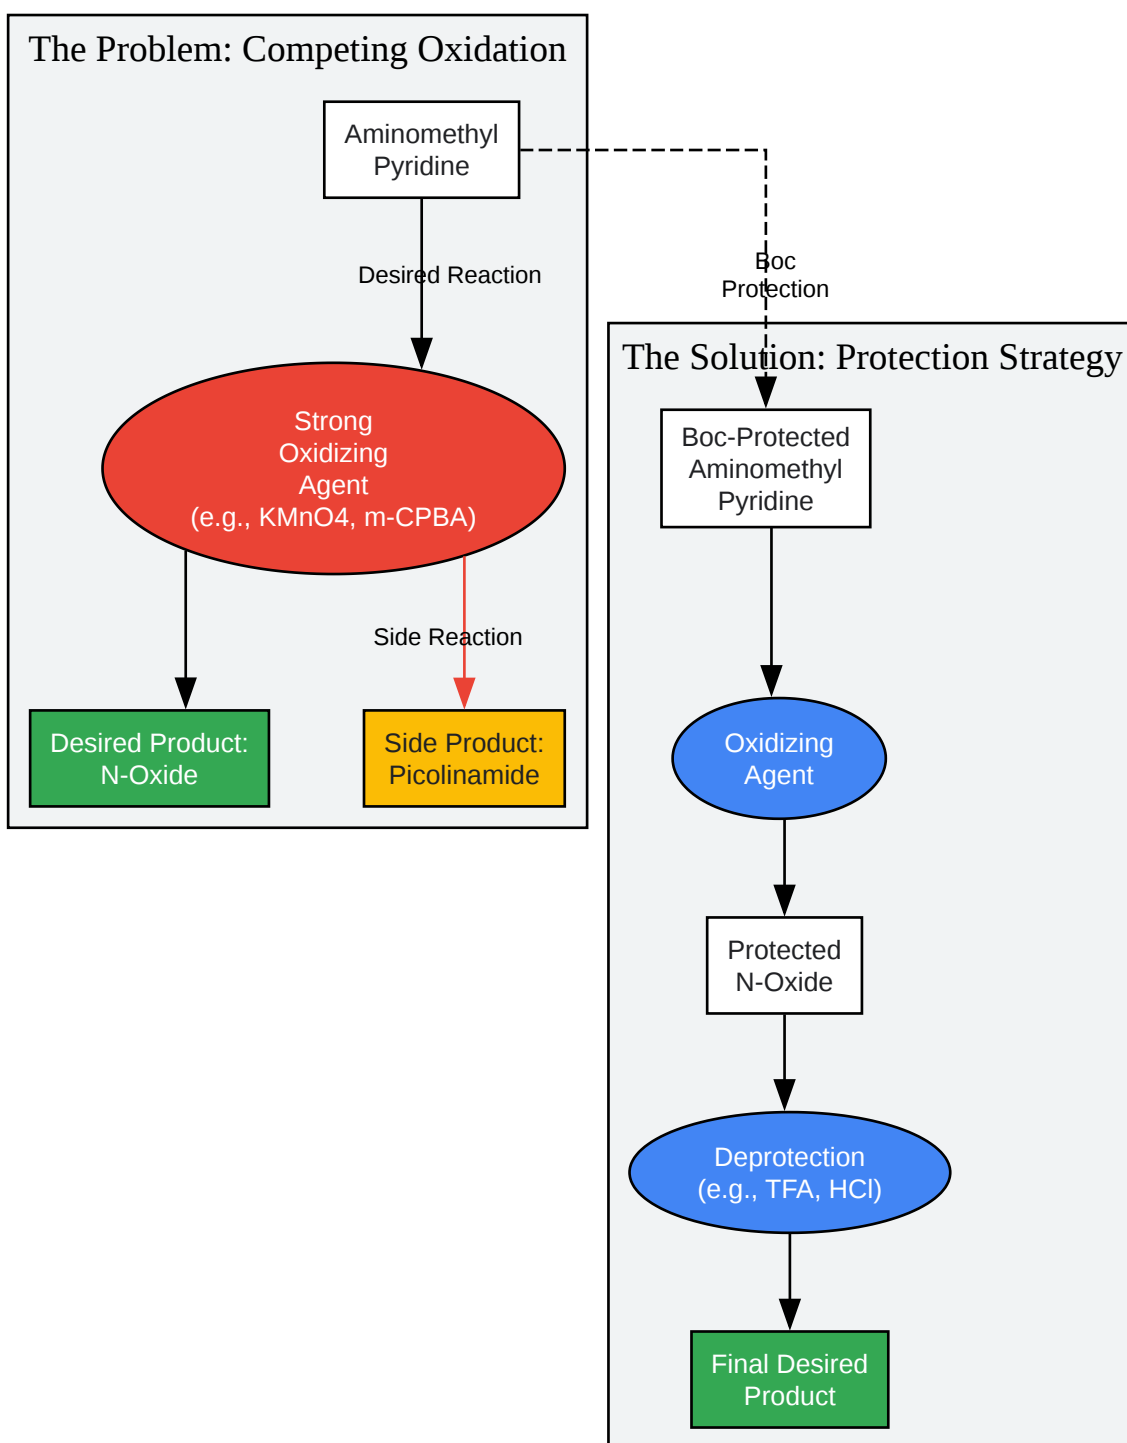 The Problem: Competing Oxidation
Aminomethyl
Pyridine
Desired Reaction
Strong
Oxidizing
Agent
(e.g., KMnO4, m-CPBA)
Side Reaction
Desired Product:
N-Oxide
Side Product:
Picolinamide
Boc
Protection
The Solution: Protection Strategy
Boc-Protected
Aminomethyl
Pyridine
Oxidizing
Agent
Protected
N-Oxide
Deprotection
(e.g., TFA, HCl)
Final Desired
Product